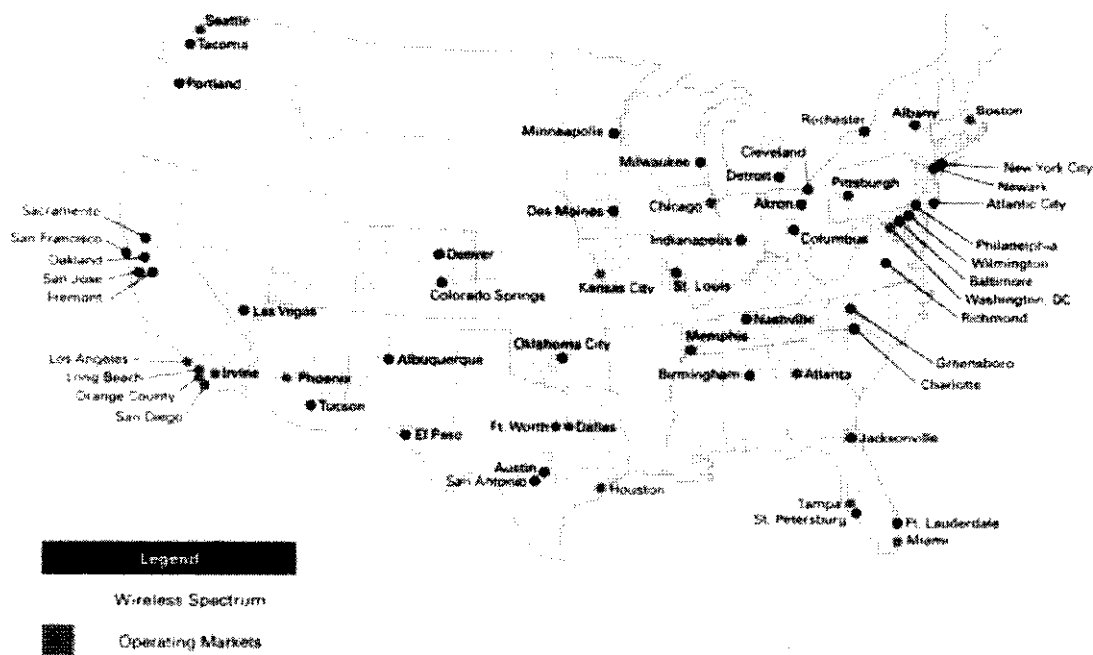 Seattle
Tacoma
Portland
Minneapolis
Milwaukee
Cleveland
Detroit
Rochester
Albany
Boston
New York City
Newark
Atlantic City
Pittsburgh
Akron
Chicago
Des Moines
Indianapolis
Columbus
Philadelphia
Wilmington
Baltimore
Washington, DC
Richmond
Sacramento
San Francisco
Oakland
San Jose
Fremont
Denver
Colorado Springs
Kansas City
St. Louis
Las Vegas
Nashville
Memphis
Greensboro
Charlotte
Los Angeles
Long Beach
Orange County
San Diego
Irvine
Phoenix
Tucson
Albuquerque
Oklahoma City
Birmingham
Atlanta
El Paso
Ft. Worth
Dallas
Jacksonville
Austin
San Antonio
Houston
Tampa
St. Petersburg
Ft. Lauderdale
Miami
Legend
Wireless Spectrum
Operating Markets